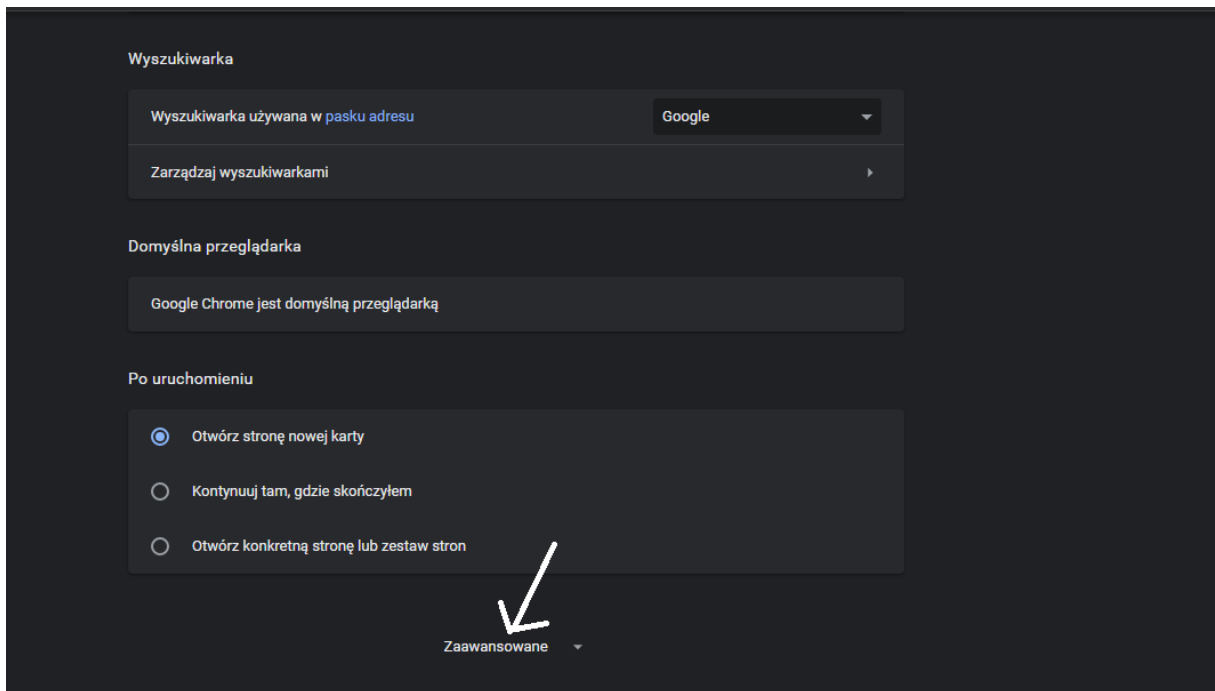 Wyszukiwarka
Wyszukiwarka używana w pasku adresu Google
Zarządzaj wyszukiwarkami
Domyślna przeglądarka
Google Chrome jest domyślną przeglądarką
Po uruchomieniu
Otwórz stronę nowej karty
Kontynuuj tam, gdzie skończyłem
Otwórz konkretną stronę lub zestaw stron
Zaawansowane